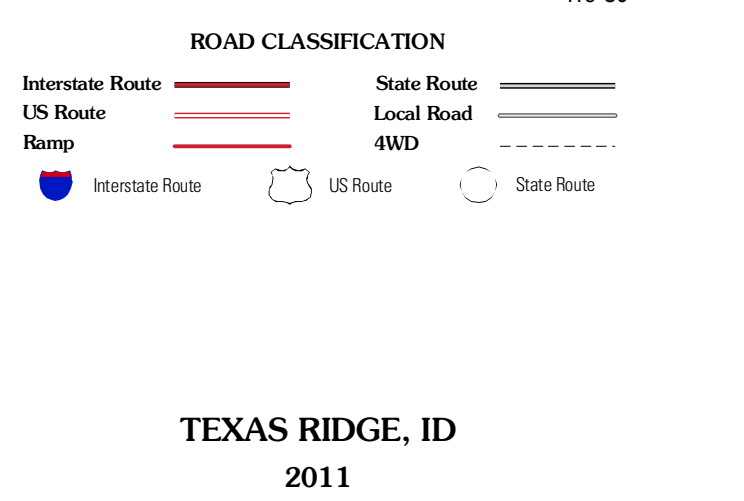 ROAD CLASSIFICATION
Interstate Route State Route
US Route Local Road
Ramp 4WD
Interstate Route US Route State Route
TEXAS RIDGE, ID
2011